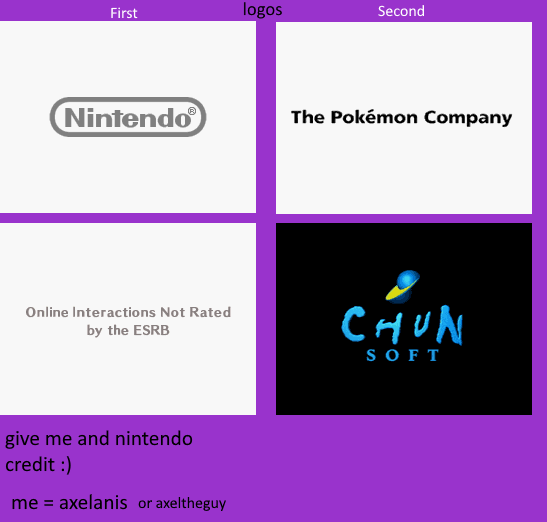 logos
First
Second
Nintendo®
The Pokémon Company
Online Interactions Not Rated
by the ESRB
CHUN
SOFT
give me and nintendo
credit :)
me = axelanis or axeltheguy